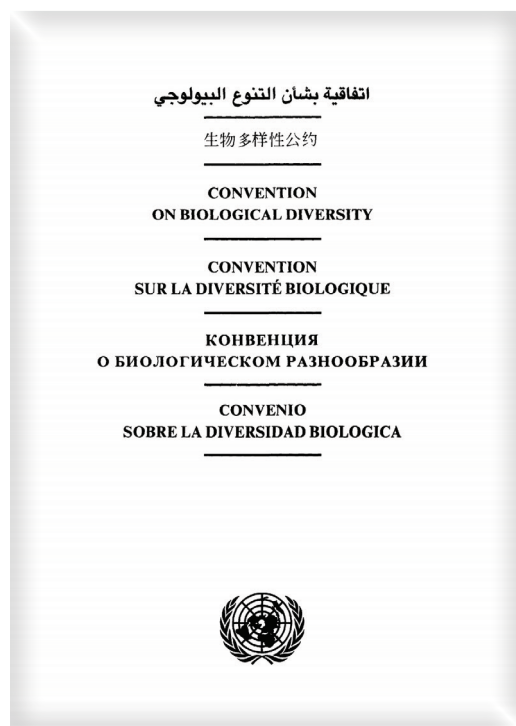 اتفاقية بشأن التنوع البيولوجي
生物多样性公约
CONVENTION
ON BIOLOGICAL DIVERSITY
CONVENTION
SUR LA DIVERSITÉ BIOLOGIQUE
КОНВЕНЦИЯ
О БИОЛОГИЧЕСКОМ РАЗНООБРАЗИИ
CONVENIO
SOBRE LA DIVERSIDAD BIOLOGICA